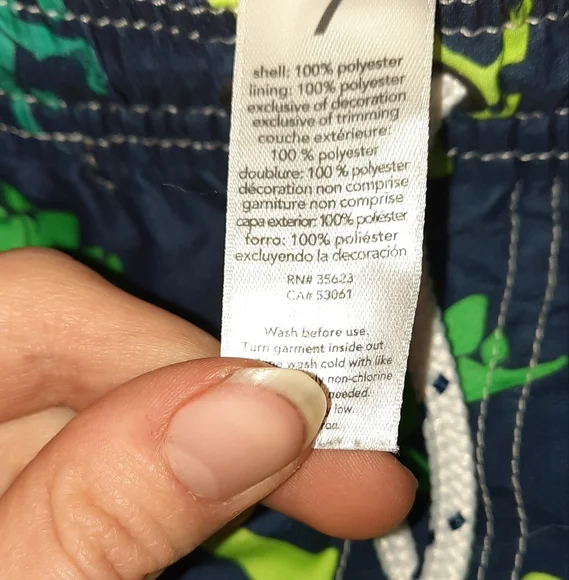 7
shell: 100% polyester
lining: 100% polyester
exclusive of decoration
exclusive of trimming
couche extérieure:
100 % polyester
doublure: 100 % polyester
décoration non comprise
garniture non comprise
capa exterior: 100% poliéster
forro: 100% poliéster
excluyendo la decoración
RN# 35623
CA# 53061
Wash before use.
Turn garment inside out
wash cold with like
non-chlorine
needed.
low.